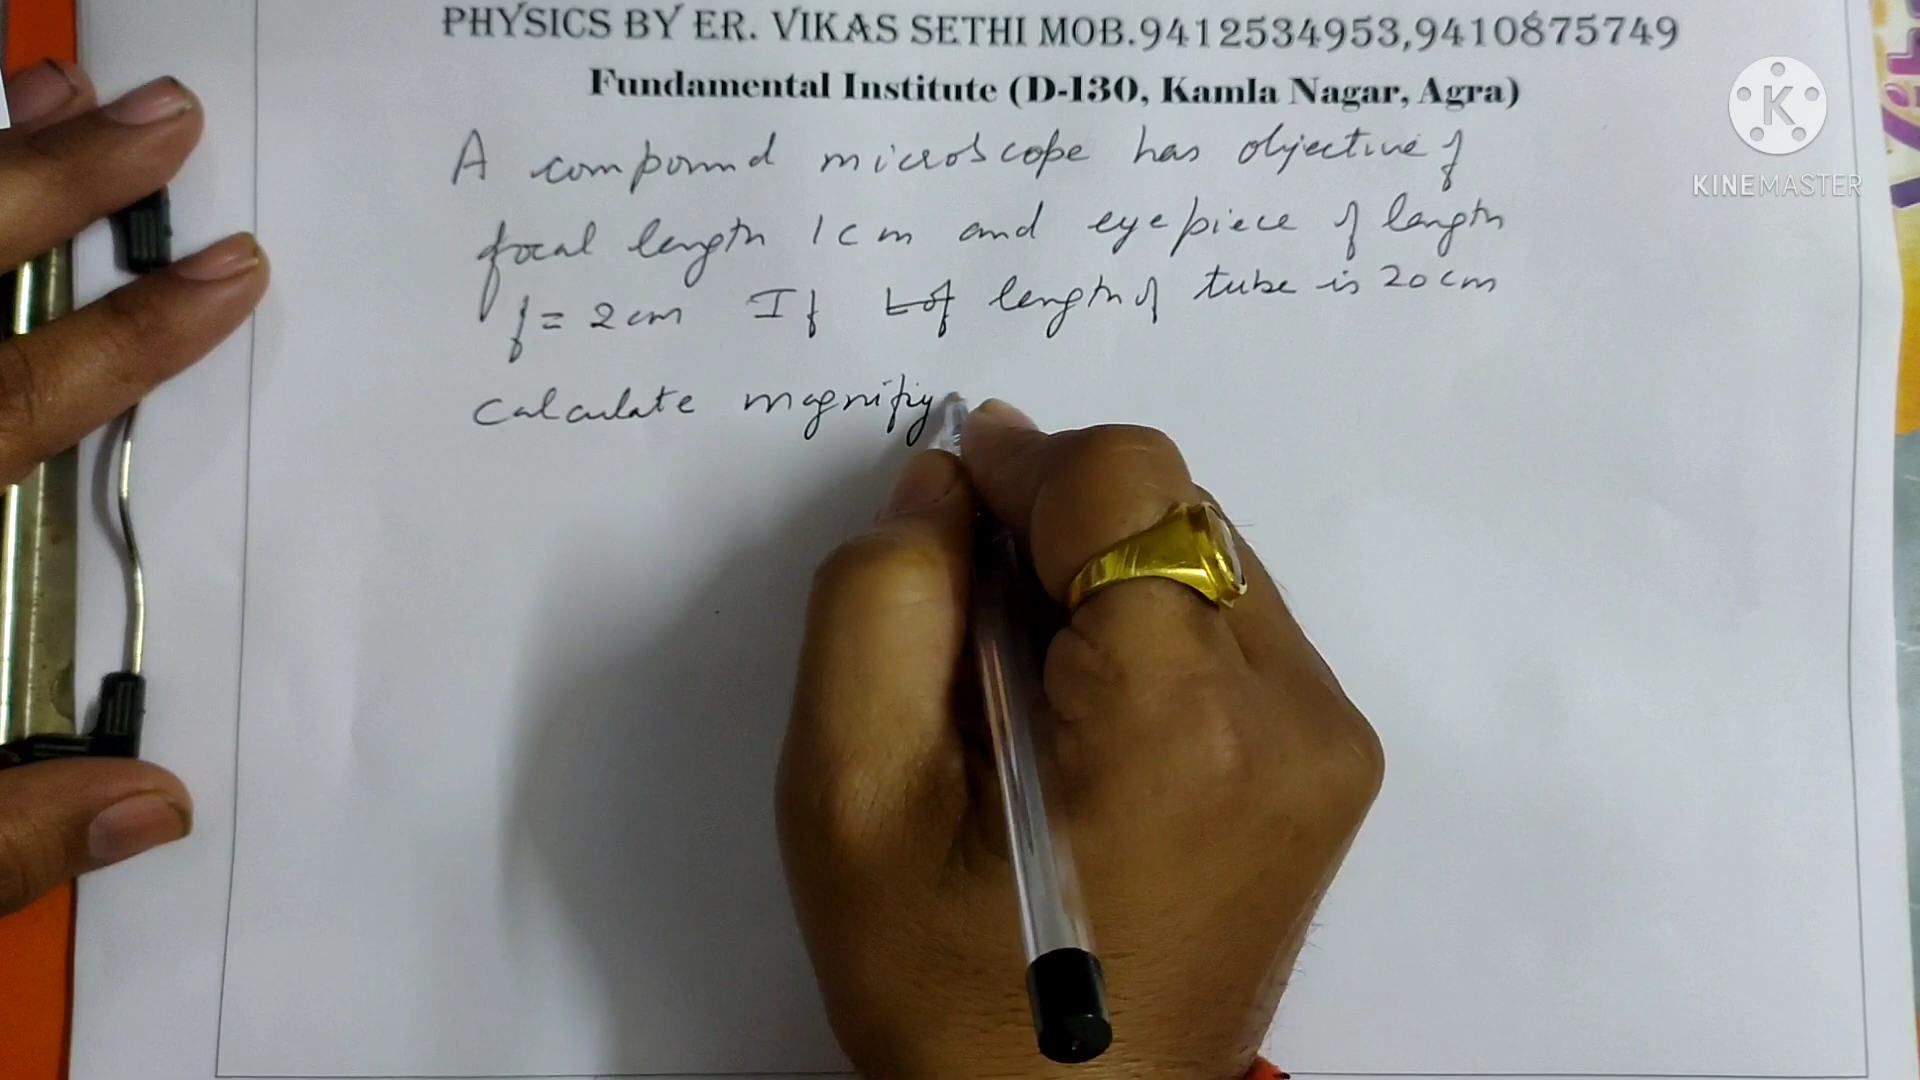 PHYSICS BY ER. VIKAS SETHI MOB.9412534953,9410875749
Fundamental Institute (D-130, Kamla Nagar, Agra)
K
KINEMASTER
A compound microscope has objective of
focal length 1cm and eyepiece of length
f = 2cm If L of length of tube is 20cm
Calculate magnifiy